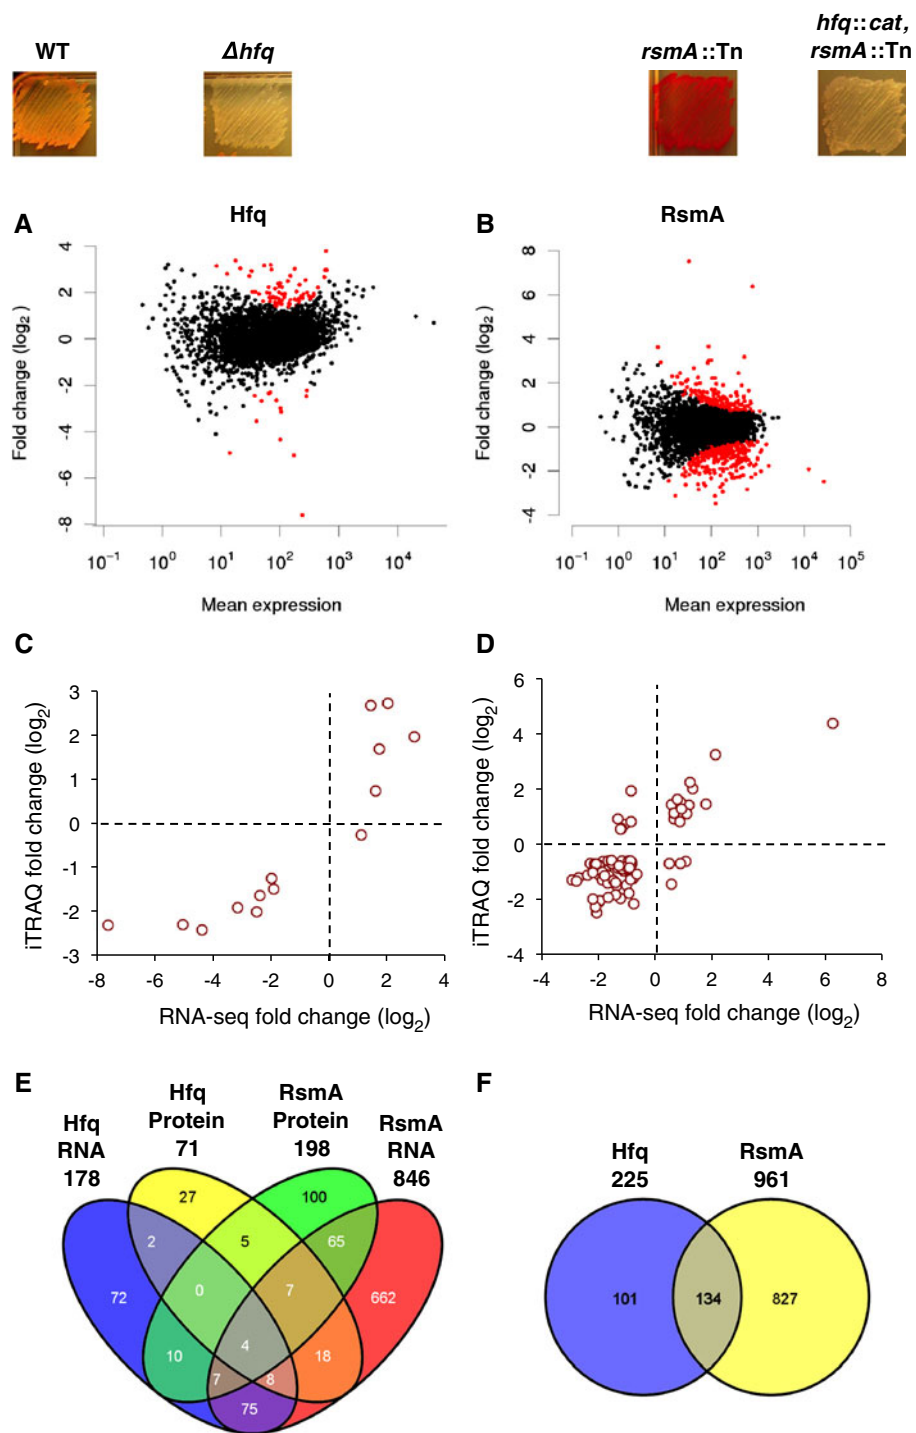 WT
Δhfq
rsmA::Tn
hfq::cat,
rsmA::Tn
A
Hfq
B
RsmA
Fold change (log2)
4
2
0
-2
-4
-6
-8
10^-1
10^0
10^1
10^2
10^3
10^4
Mean expression
Fold change (log2)
8
6
4
2
0
-2
-4
10^-1
10^0
10^1
10^2
10^3
10^4
10^5
Mean expression
C
iTRAQ fold change (log2)
3
2
1
0
-1
-2
-3
-8
-6
-4
-2
0
2
4
RNA-seq fold change (log2)
D
iTRAQ fold change (log2)
6
4
2
0
-2
-4
-4
-2
0
2
4
6
8
RNA-seq fold change (log2)
E
Hfq
RNA
178
Hfq
Protein
71
RsmA
Protein
198
RsmA
RNA
846
27
100
2
5
65
72
0
7
662
10
4
18
7
8
75
F
Hfq
225
RsmA
961
101
134
827